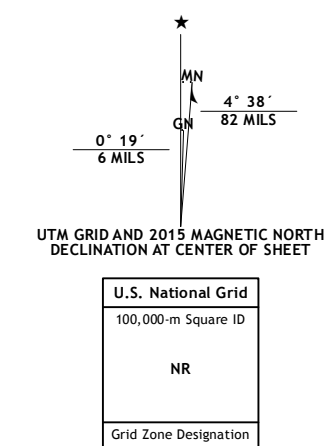 ★
MN
4° 38´
82 MILS
GN
0° 19´
6 MILS
UTM GRID AND 2015 MAGNETIC NORTH
DECLINATION AT CENTER OF SHEET
U.S. National Grid
100,000-m Square ID
NR
Grid Zone Designation